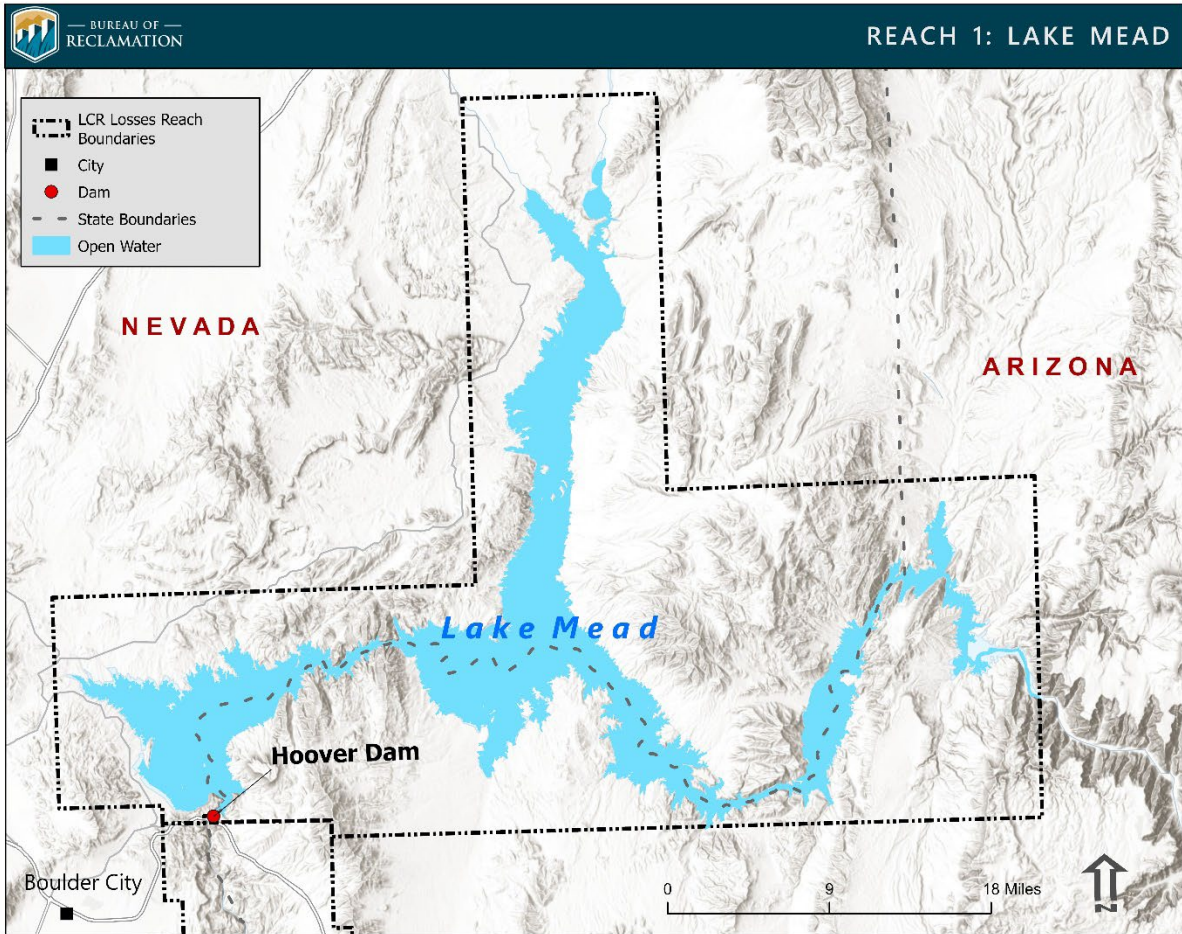 BUREAU OF
RECLAMATION
REACH 1: LAKE MEAD
LCR Losses Reach
Boundaries
City
Dam
State Boundaries
Open Water
NEVADA
ARIZONA
Lake Mead
Hoover Dam
Boulder City
0 9 18 Miles
N